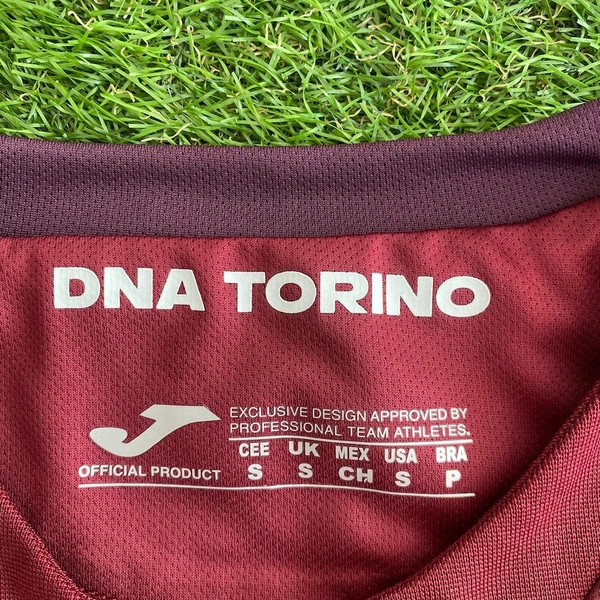 DNA TORINO
EXCLUSIVE DESIGN APPROVED BY
PROFESSIONAL TEAM ATHLETES.
OFFICIAL PRODUCT
CEE UK MEX USA BRA
S S CH S P